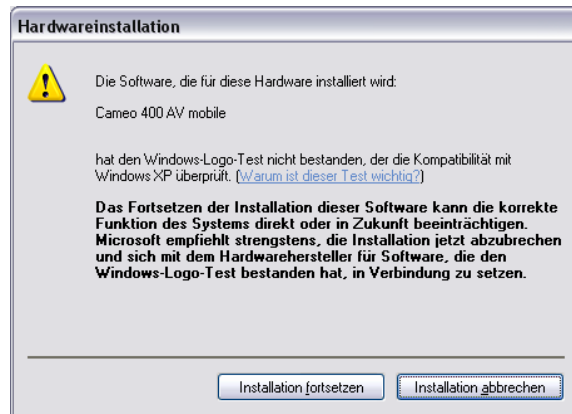 Hardwareinstallation
Die Software, die für diese Hardware installiert wird:
Cameo 400 AV mobile
hat den Windows-Logo-Test nicht bestanden, der die Kompatibilität mit
Windows XP überprüft. (Warum ist dieser Test wichtig?)
Das Fortsetzen der Installation dieser Software kann die korrekte
Funktion des Systems direkt oder in Zukunft beeinträchtigen.
Microsoft empfiehlt strengstens, die Installation jetzt abzubrechen
und sich mit dem Hardwarehersteller für Software, die den
Windows-Logo-Test bestanden hat, in Verbindung zu setzen.
Installation fortsetzen Installation abbrechen